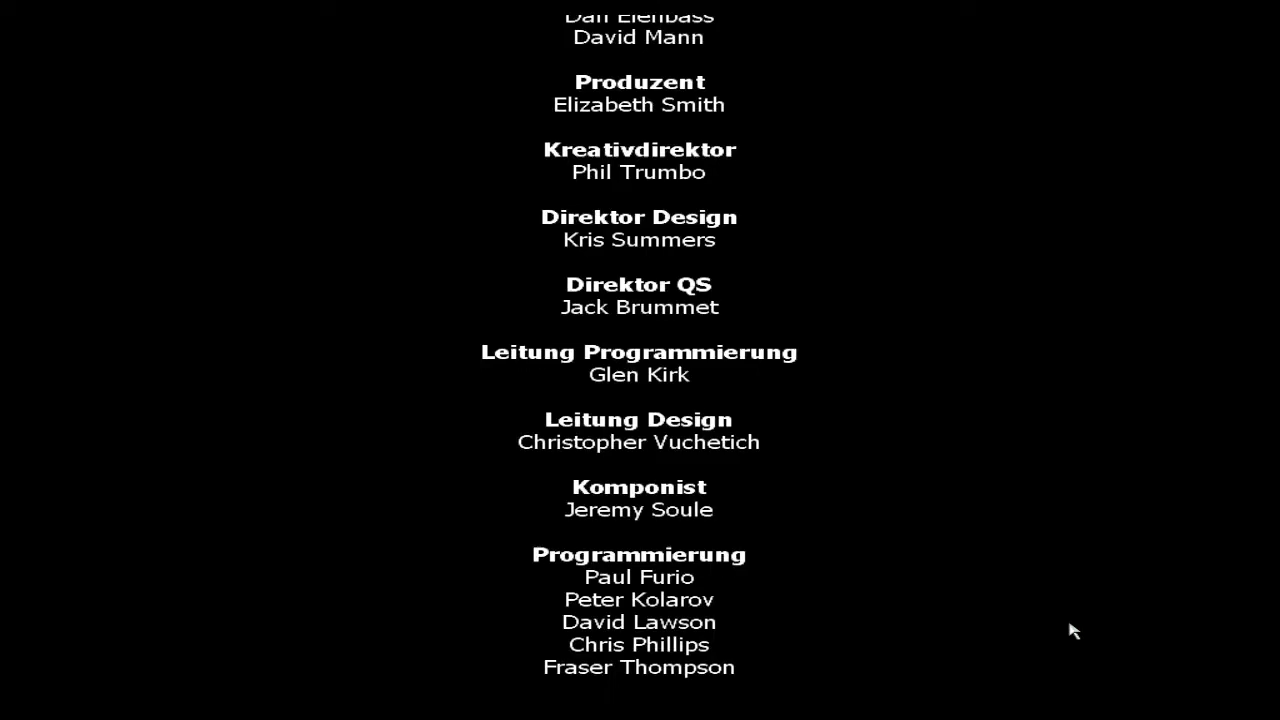 David Mann
Produzent
Elizabeth Smith
Kreativdirektor
Phil Trumbo
Direktor Design
Kris Summers
Direktor QS
Jack Brummet
Leitung Programmierung
Glen Kirk
Leitung Design
Christopher Vuchetich
Komponist
Jeremy Soule
Programmierung
Paul Furio
Peter Kolarov
David Lawson
Chris Phillips
Fraser Thompson